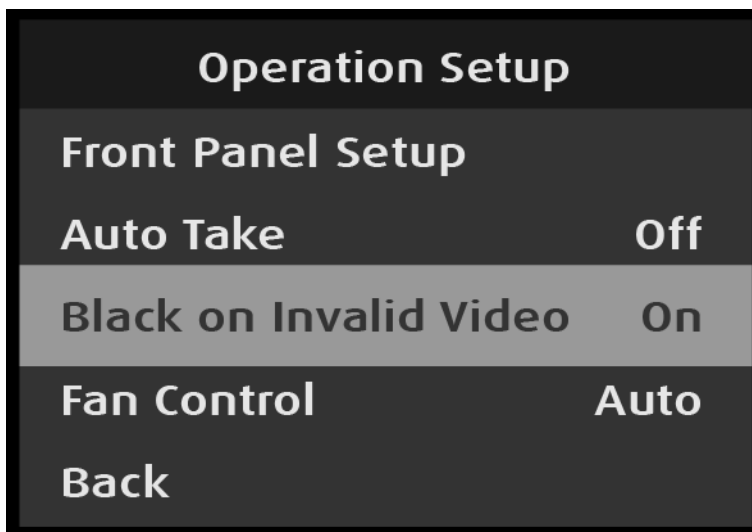 Operation Setup
Front Panel Setup
Auto Take Off
Black on Invalid Video On
Fan Control Auto
Back